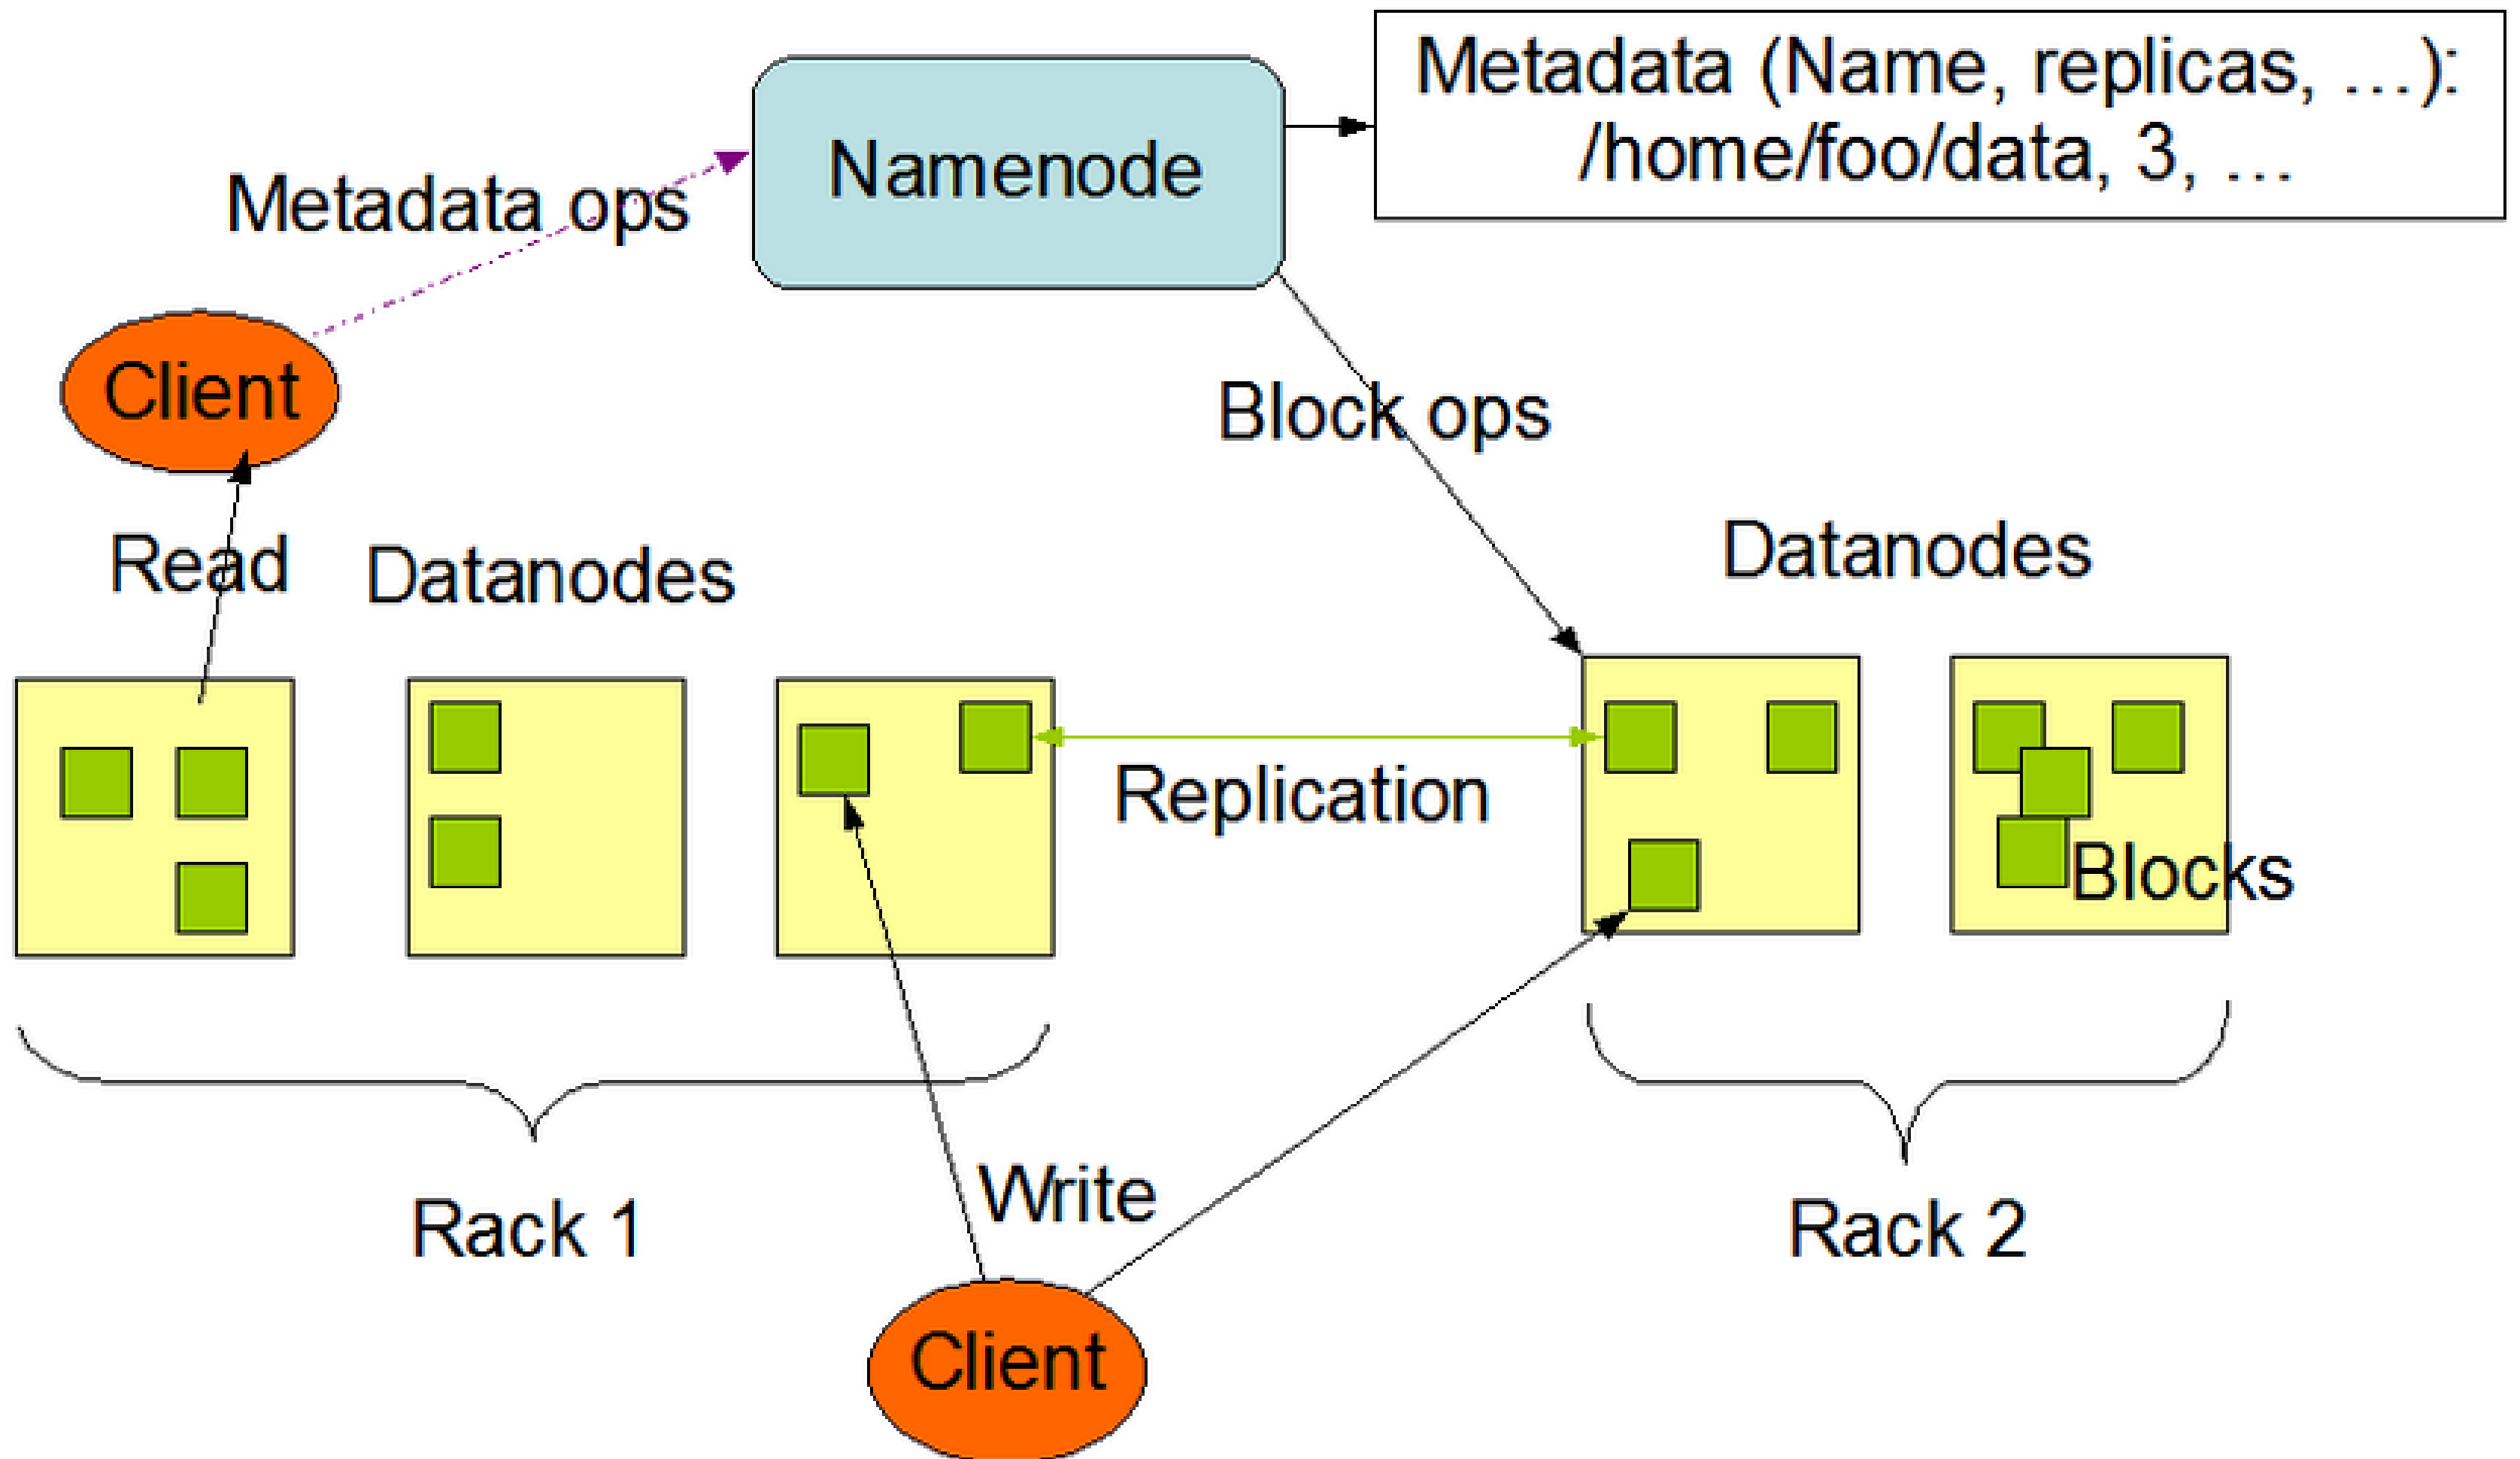 Metadata (Name, replicas, …):
/home/foo/data, 3, …
Namenode
Metadata ops
Client
Block ops
Read
Datanodes
Datanodes
Replication
Blocks
Write
Rack 1
Rack 2
Client